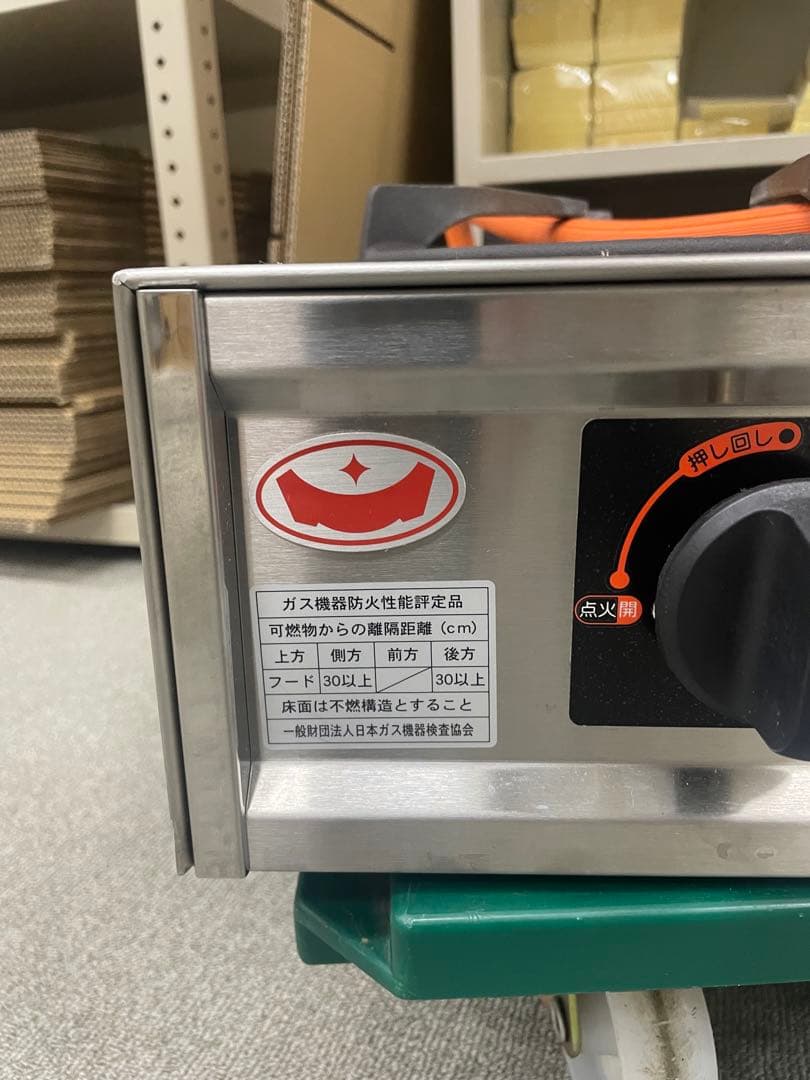 押し回し
点火 開
ガス機器防火性能評定品
可燃物からの離隔距離(cm)
上方 側方 前方 後方
フード 30以上 30以上
床面は不燃構造とすること
一般財団法人日本ガス機器検査協会